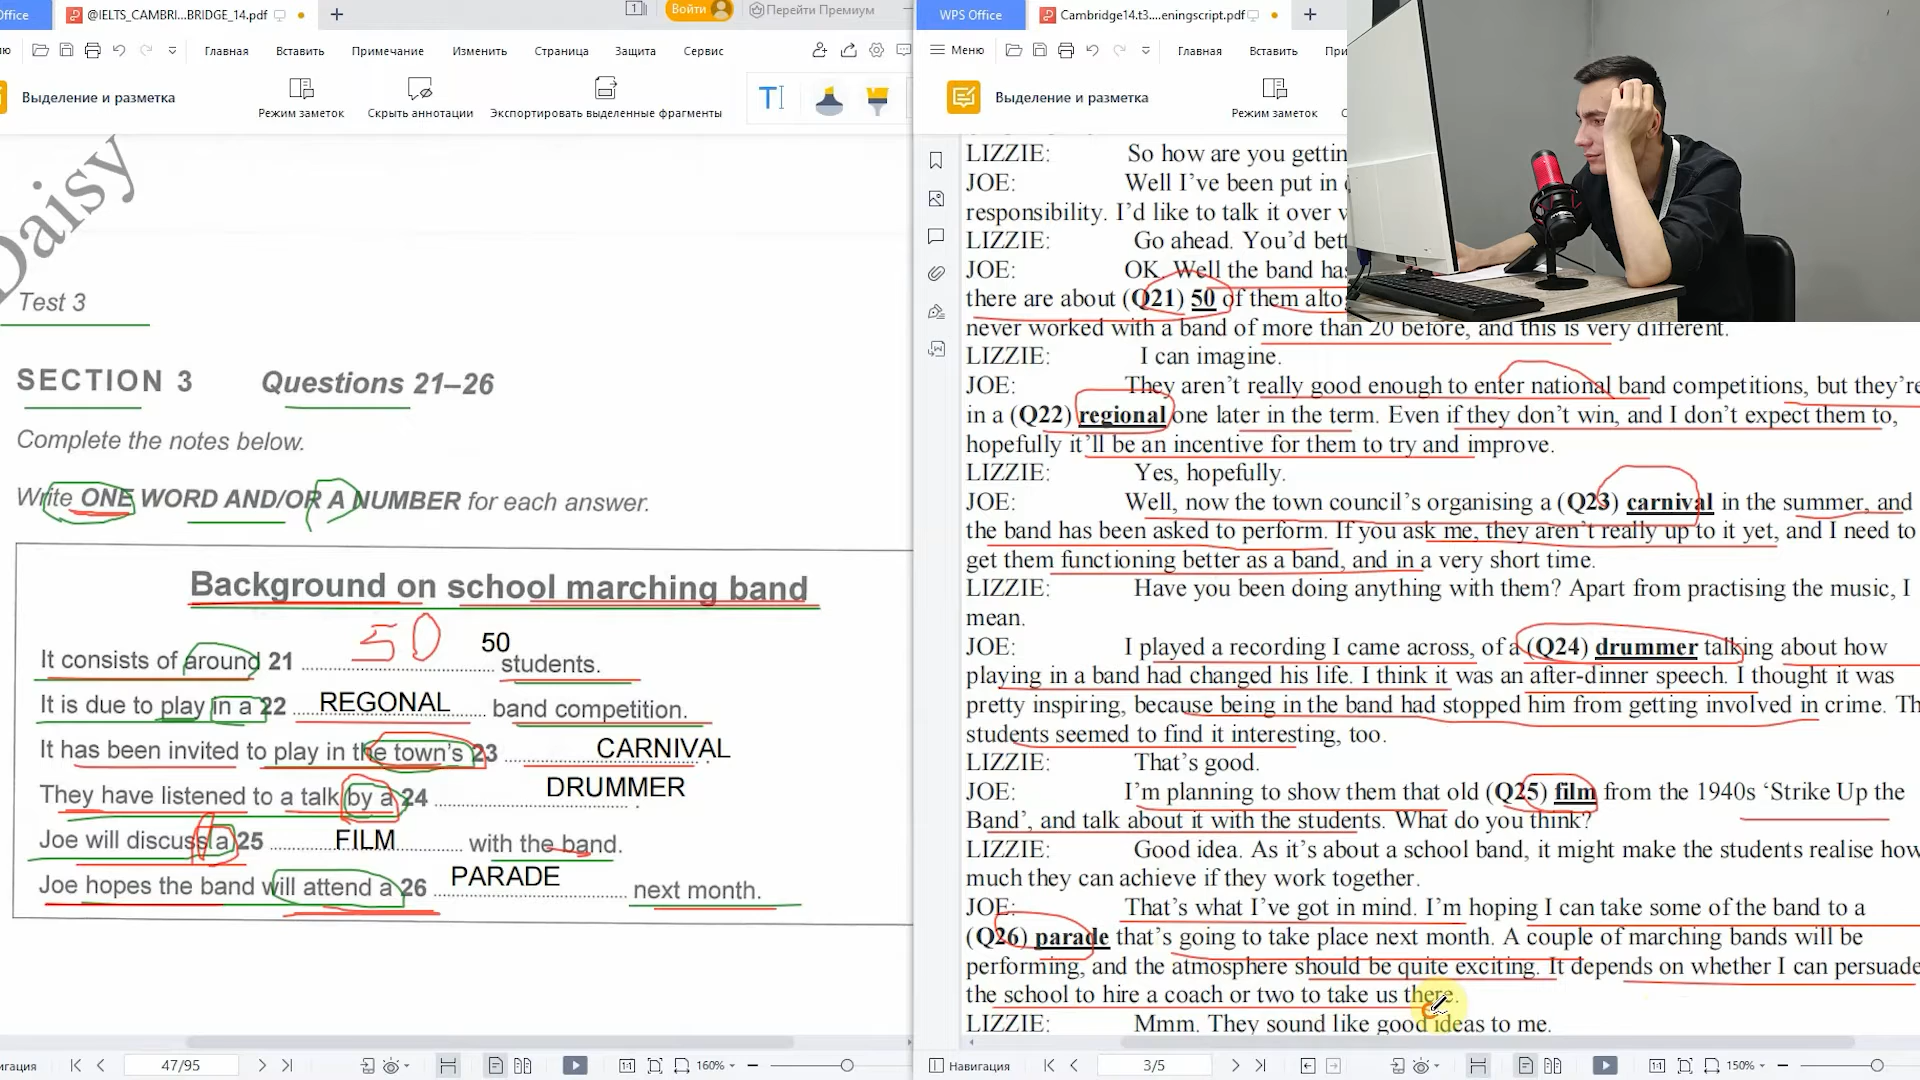 Office
@IELTS_CAMBRI...BRIDGE_14.pdf
1
Войти
Перейти Премиум
Главная Вставить Примечание Изменить Страница Защита Сервис
Выделение и разметка
Режим заметок Скрыть аннотации Экспортировать выделенные фрагменты
Daisy
Test 3
SECTION 3 Questions 21–26
Complete the notes below.
Write ONE WORD AND/OR A NUMBER for each answer.
Background on school marching band
50
It consists of around 21 50 students.
It is due to play in a 22 REGONAL band competition.
It has been invited to play in the town's 23 CARNIVAL .
They have listened to a talk by a 24 DRUMMER .
Joe will discuss a 25 FILM with the band.
Joe hopes the band will attend a 26 PARADE next month.
47/95
160%
WPS Office
Cambridge14.t3....eningscript.pdf
Меню Главная Вставить При
Выделение и разметка
Режим заметок
LIZZIE: So how are you gettin
JOE: Well I've been put in
responsibility. I'd like to talk it over
LIZZIE: Go ahead. You'd bett
JOE: OK. Well the band has
there are about (Q21) 50 of them alto
never worked with a band of more than 20 before, and this is very different.
LIZZIE: I can imagine.
JOE: They aren't really good enough to enter national band competitions, but they're
in a (Q22) regional one later in the term. Even if they don't win, and I don't expect them to,
hopefully it'll be an incentive for them to try and improve.
LIZZIE: Yes, hopefully.
JOE: Well, now the town council's organising a (Q23) carnival in the summer, and
the band has been asked to perform. If you ask me, they aren't really up to it yet, and I need to
get them functioning better as a band, and in a very short time.
LIZZIE: Have you been doing anything with them? Apart from practising the music, I
mean.
JOE: I played a recording I came across, of a (Q24) drummer talking about how
playing in a band had changed his life. I think it was an after-dinner speech. I thought it was
pretty inspiring, because being in the band had stopped him from getting involved in crime. Th
students seemed to find it interesting, too.
LIZZIE: That's good.
JOE: I'm planning to show them that old (Q25) film from the 1940s ‘Strike Up the
Band’, and talk about it with the students. What do you think?
LIZZIE: Good idea. As it's about a school band, it might make the students realise how
much they can achieve if they work together.
JOE: That's what I've got in mind. I'm hoping I can take some of the band to a
(Q26) parade that's going to take place next month. A couple of marching bands will be
performing, and the atmosphere should be quite exciting. It depends on whether I can persuade
the school to hire a coach or two to take us there.
LIZZIE: Mmm. They sound like good ideas to me.
Навигация
3/5
150%